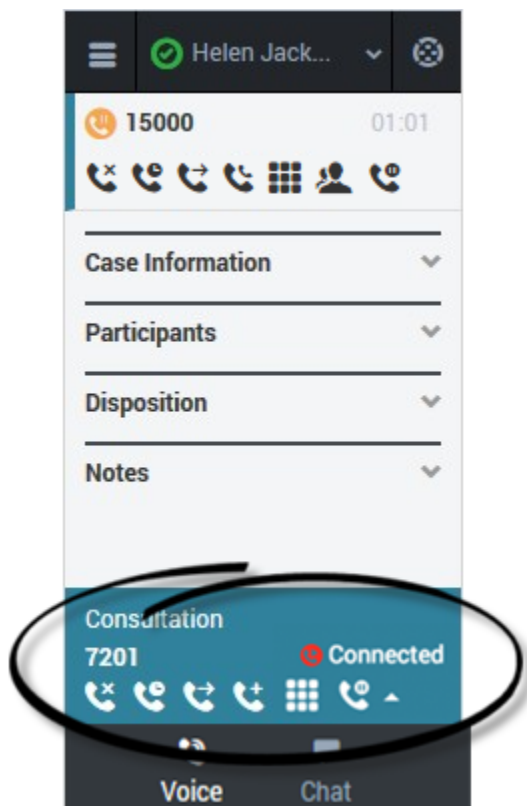 Helen Jack...
15000 01:01
Case Information
Participants
Disposition
Notes
Consultation
7201 Connected
Voice Chat